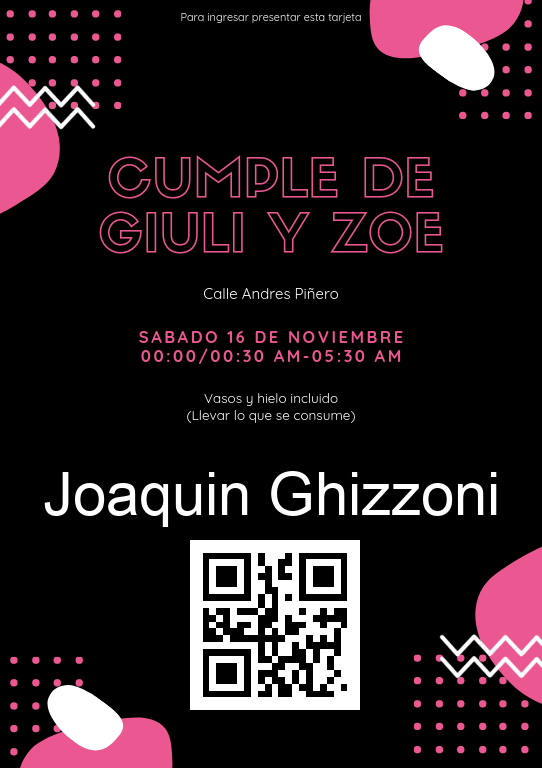 Para ingresar presentar esta tarjeta
CUMPLE DE
GIULI Y ZOE
Calle Andres Piñero
SABADO 16 DE NOVIEMBRE
00:00/00:30 AM-05:30 AM
Vasos y hielo incluido
(Llevar lo que se consume)
Joaquin Ghizzoni